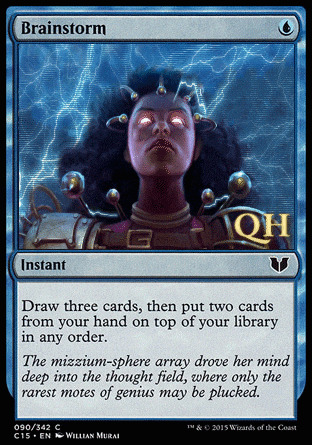 Brainstorm
QH
Instant
Draw three cards, then put two cards
from your hand on top of your library
in any order.
The mizzium-sphere array drove her mind
deep into the thought field, where only the
rarest motes of genius may be plucked.
090/342 C
C15 • EN Willian Murai
™ & © 2015 Wizards of the Coast